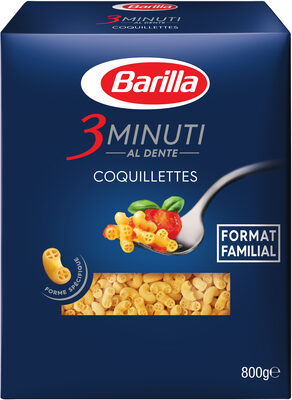 Barilla
3 MINUTI
AL DENTE
COQUILLETTES
FORMAT
FAMILIAL
FORME SPÉCIFIQUE
800g℮